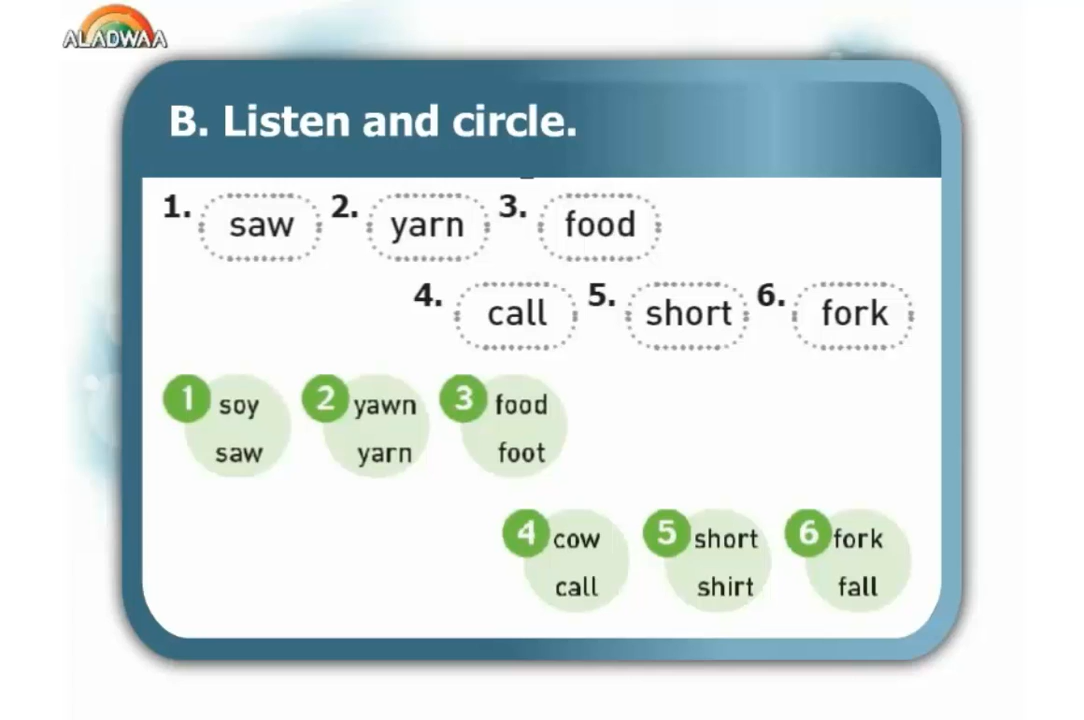 ALADWAA
B. Listen and circle.
1. saw 2. yarn 3. food
4. call 5. short 6. fork
1 soy 2 yawn 3 food
saw yarn foot
4 cow 5 short 6 fork
call shirt fall